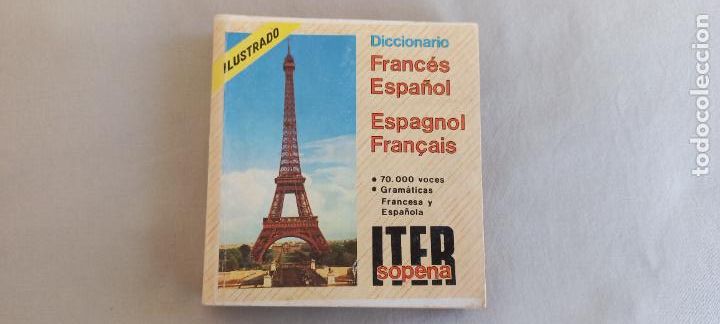 ILUSTRADO
Diccionario
Francés
Español
Espagnol
Français
• 70.000 voces
• Gramáticas
Francesa y
Española
ITER
sopena
todocoleccion